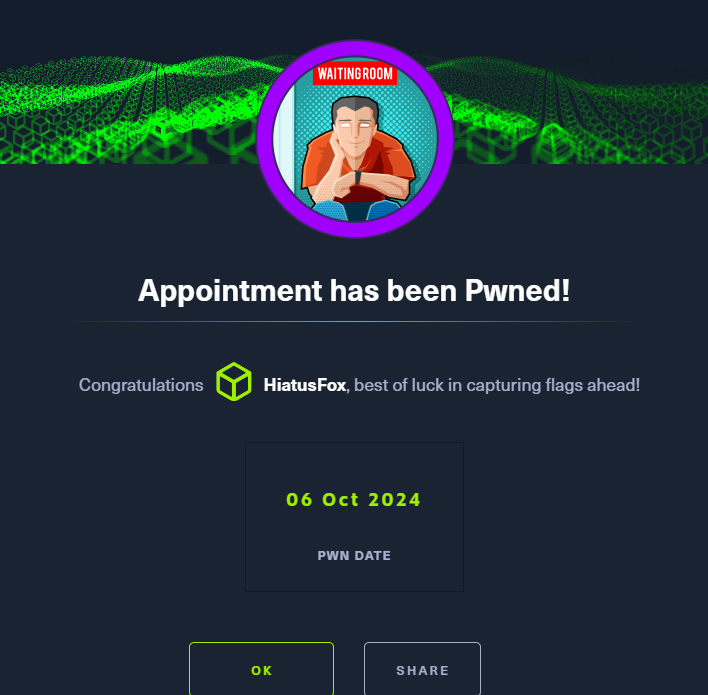 WAITING ROOM
Appointment has been Pwned!
Congratulations HiatusFox, best of luck in capturing flags ahead!
06 Oct 2024
PWN DATE
OK
SHARE